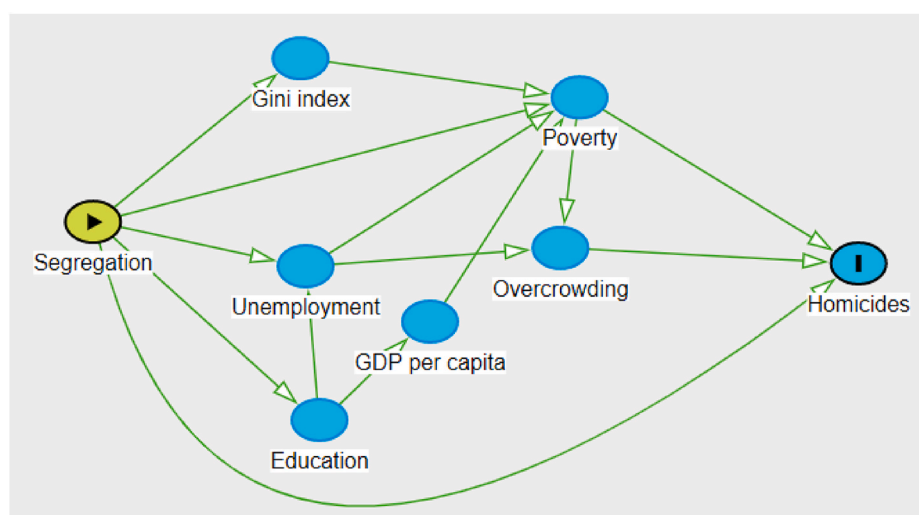 Gini index
Poverty
Segregation
Unemployment
Overcrowding
Homicides
GDP per capita
Education